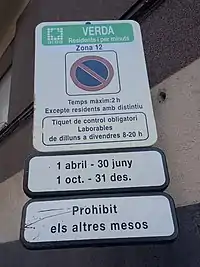 VERDA
Residents i per minuts
Zona 12
Temps màxim: 2 h
Excepte residents amb distintiu
Tiquet de control obligatori
Laborables
de dilluns a divendres 8-20 h
1 abril - 30 juny
1 oct. - 31 des.
Prohibit
els altres mesos